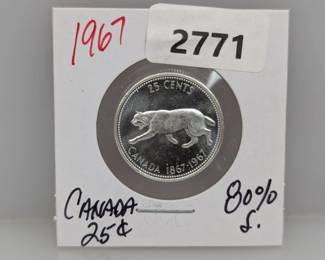 1967
2771
25 CENTS
CANADA 1867-1967
CANADA
25¢
80%
S.